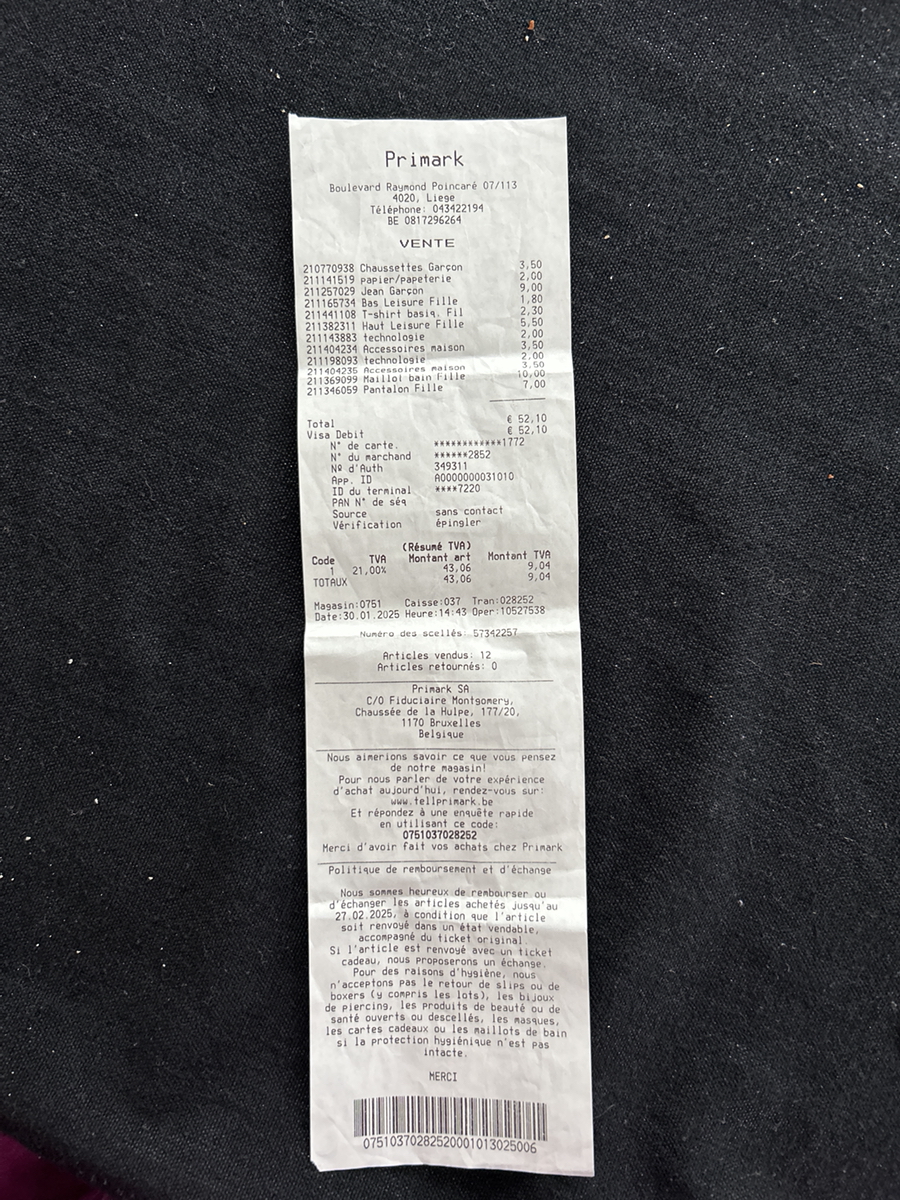 Primark
Boulevard Raymond Poincaré 07/113
4020, Liege
Téléphone: 043422194
BE 0817296264
VENTE
210770938 Chaussettes Garçon 3,50
211141519 papier/papeterie 2,00
211257029 Jean Garçon 9,00
211165734 Bas Leisure Fille 1,80
211441108 T-shirt basiq. Fil 2,30
211382311 Haut Leisure Fille 5,50
211143883 technologie 2,00
211404234 Accessoires maison 3,50
211198093 technologie 2,00
211404235 Accessoires maison 3,50
211369099 Maillot bain Fille 10,00
211346059 Pantalon Fille 7,00
Total € 52,10
Visa Debit € 52,10
N° de carte. ************1772
N° du marchand ******2852
Nº d'Auth 349311
App. ID A0000000031010
ID du terminal ****7220
PAN N° de séq
Source sans contact
Vérification épingler
(Résumé TVA)
Code TVA Montant art Montant TVA
1 21,00% 43,06 9,04
TOTAUX 43,06 9,04
Magasin:0751 Caisse:037 Tran:028252
Date:30.01.2025 Heure:14:43 Oper:10527538
Numéro des scellés: 57342257
Articles vendus: 12
Articles retournés: 0
Primark SA
C/O Fiduciaire Montgomery,
Chaussée de la Hulpe, 177/20,
1170 Bruxelles
Belgique
Nous aimerions savoir ce que vous pensez
de notre magasin!
Pour nous parler de votre expérience
d'achat aujourd'hui, rendez-vous sur:
www.tellprimark.be
Et répondez à une enquête rapide
en utilisant ce code:
0751037028252
Merci d'avoir fait vos achats chez Primark
Politique de remboursement et d'échange
Nous sommes heureux de rembourser ou
d'échanger les articles achetés jusqu'au
27.02.2025, à condition que l'article
soit renvoyé dans un état vendable,
accompagné du ticket original.
Si l'article est renvoyé avec un ticket
cadeau, nous proposerons un échange.
Pour des raisons d'hygiène, nous
n'acceptons pas le retour de slips ou de
boxers (y compris les lots), les bijoux
de piercing, les produits de beauté ou de
santé ouverts ou descellés, les masques,
les cartes cadeaux ou les maillots de bain
si la protection hygiénique n'est pas
intacte.
MERCI
07510370282520001013025006